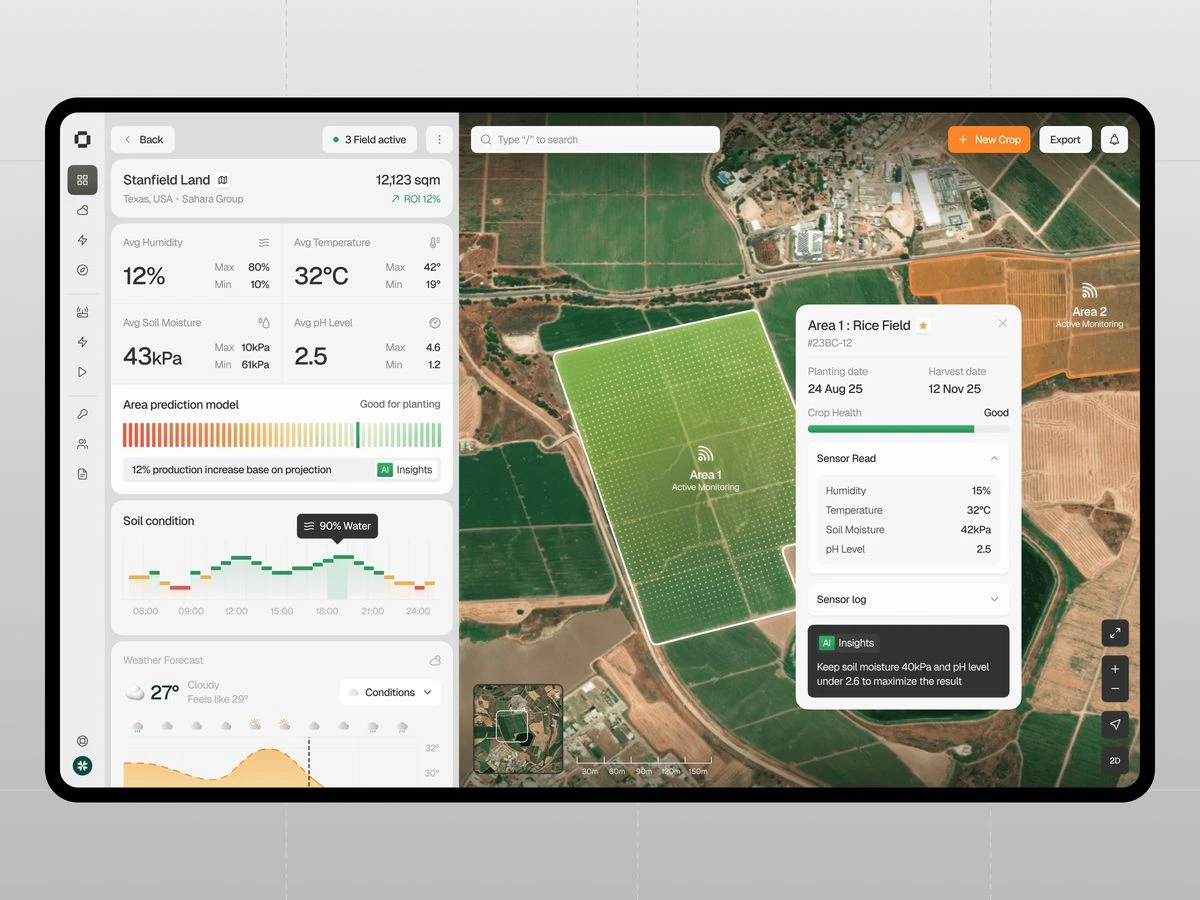 Back
3 Field active
Stanfield Land
12,123 sqm
Texas, USA • Sahara Group
ROI 12%
Avg Humidity
12%
Max 80%
Min 10%
Avg Temperature
32°C
Max 42°
Min 19°
Avg Soil Moisture
43kPa
Max 10kPa
Min 61kPa
Avg pH Level
2.5
Max 4.6
Min 1.2
Area prediction model
Good for planting
12% production increase base on projection
AI Insights
Soil condition
90% Water
06:00 09:00 12:00 15:00 18:00 21:00 24:00
Weather Forecast
27°
Cloudy
Feels like 29°
Conditions
32°
30°
Type “/” to search
+ New Crop
Export
Area 2
Active Monitoring
Area 1
Active Monitoring
Area 1 : Rice Field
#23BC-12
Planting date
24 Aug 25
Harvest date
12 Nov 25
Crop Health
Good
Sensor Read
Humidity 15%
Temperature 32°C
Soil Moisture 42kPa
pH Level 2.5
Sensor log
AI Insights
Keep soil moisture 40kPa and pH level
under 2.6 to maximize the result
30m 60m 90m 120m 150m
2D